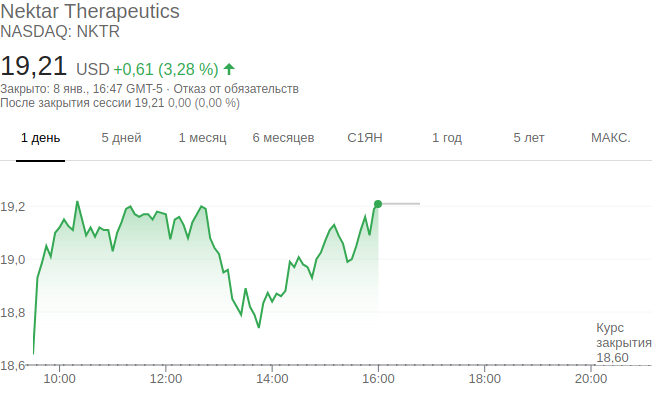 Nektar Therapeutics
NASDAQ: NKTR
19,21 USD +0,61 (3,28 %)
Закрыто: 8 янв., 16:47 GMT-5 · Отказ от обязательств
После закрытия сессии 19,21 0,00 (0,00 %)
1 день 5 дней 1 месяц 6 месяцев С1ЯН 1 год 5 лет МАКС.
19,2
19,0
18,8
Курс
закрытия
18,60
18,6
10:00 12:00 14:00 16:00 18:00 20:00